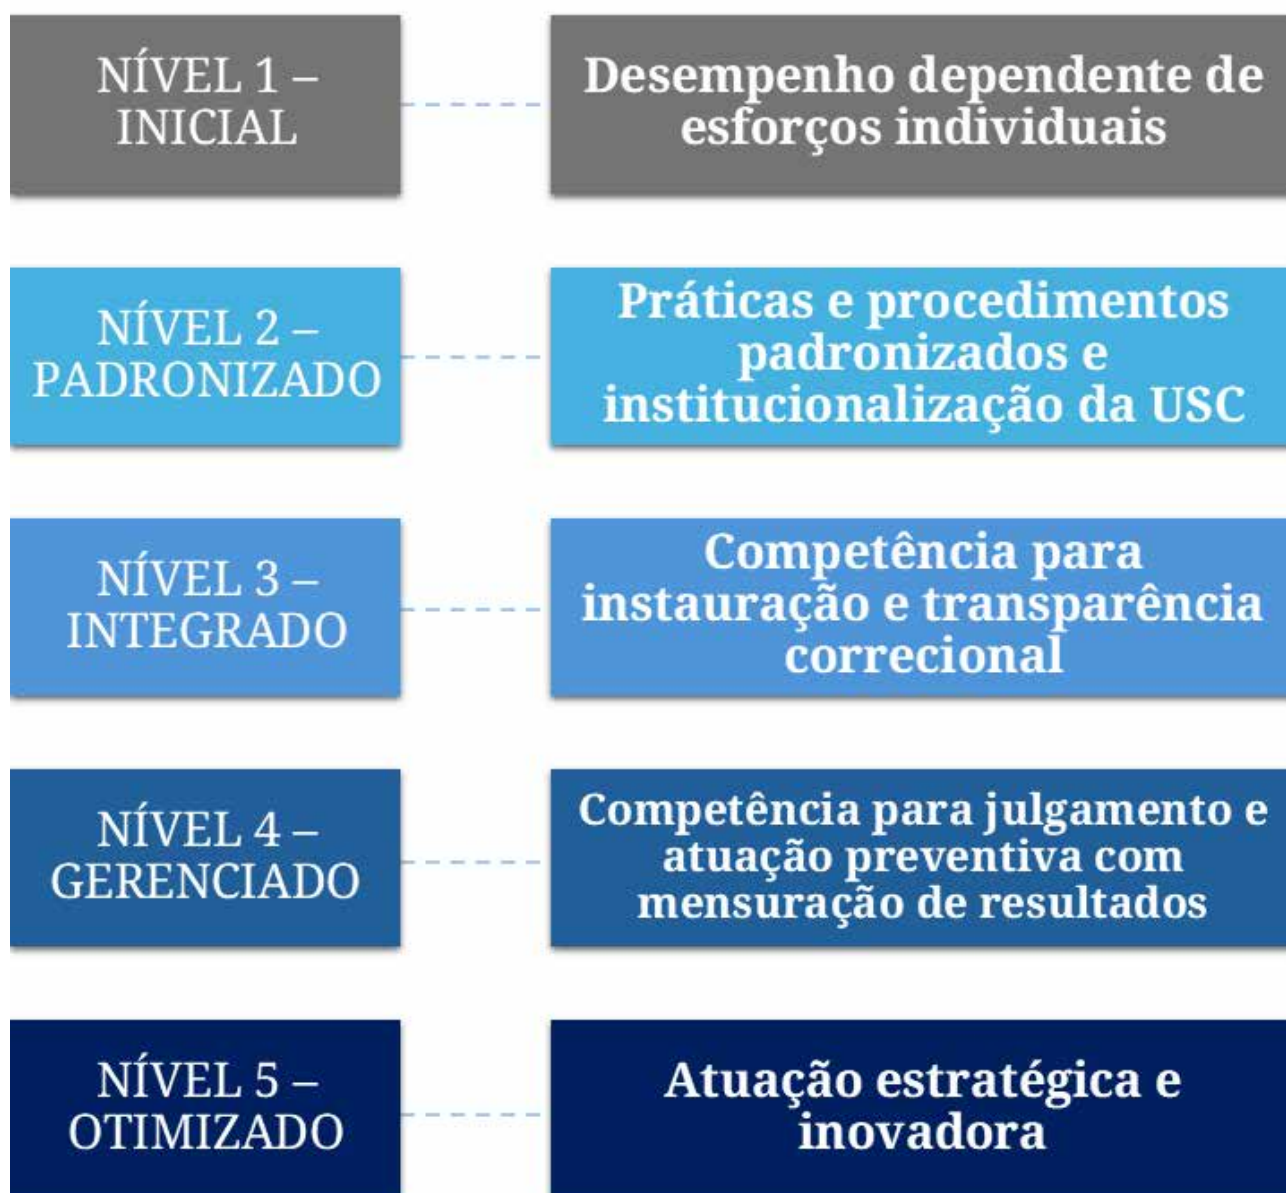 NÍVEL 1 –
INICIAL
Desempenho dependente de
esforços individuais
NÍVEL 2 –
PADRONIZADO
Práticas e procedimentos
padronizados e
institucionalização da USC
NÍVEL 3 –
INTEGRADO
Competência para
instauração e transparência
correcional
NÍVEL 4 –
GERENCIADO
Competência para julgamento e
atuação preventiva com
mensuração de resultados
NÍVEL 5 –
OTIMIZADO
Atuação estratégica e
inovadora